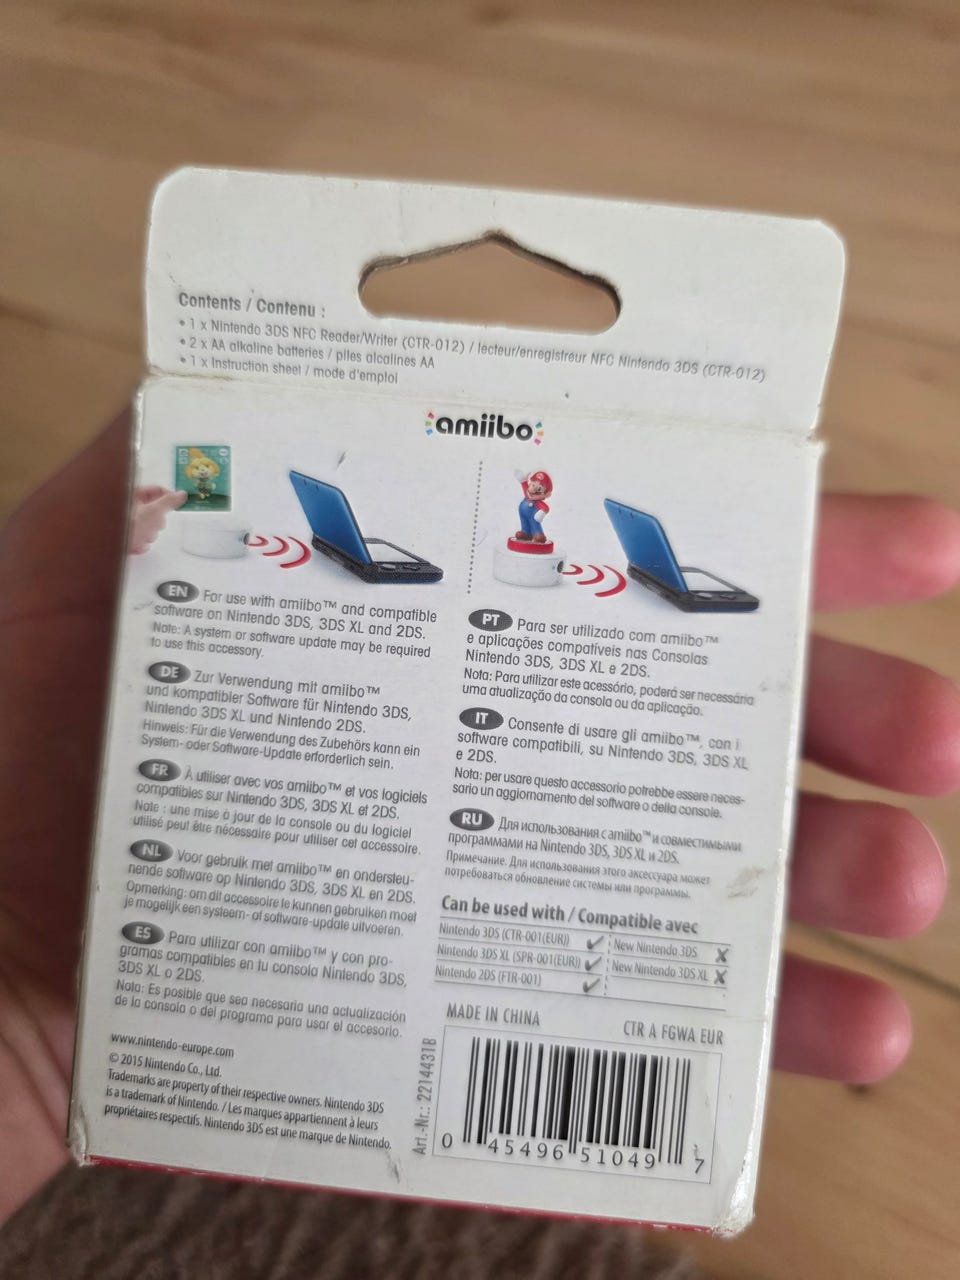 Contents / Contenu :
• 1 x Nintendo 3DS NFC Reader/Writer (CTR-012) / lecteur/enregistreur NFC Nintendo 3DS (CTR-012)
• 2 x AA alkaline batteries / piles alcalines AA
• 1 x Instruction sheet / mode d'emploi
amiibo
EN For use with amiibo™ and compatible
software on Nintendo 3DS, 3DS XL and 2DS.
Note: A system or software update may be required
to use this accessory.
DE Zur Verwendung mit amiibo™
und kompatibler Software für Nintendo 3DS,
Nintendo 3DS XL und Nintendo 2DS.
Hinweis: Für die Verwendung des Zubehörs kann ein
System- oder Software-Update erforderlich sein.
FR À utiliser avec vos amiibo™ et vos logiciels
compatibles sur Nintendo 3DS, 3DS XL et 2DS.
Note : une mise à jour de la console ou du logiciel
utilisé peut être nécessaire pour utiliser cet accessoire.
NL Voor gebruik met amiibo™ en ondersteu-
nende software op Nintendo 3DS, 3DS XL en 2DS.
Opmerking: om dit accessoire te kunnen gebruiken moet
je mogelijk een systeem- of software-update uitvoeren.
ES Para utilizar con amiibo™ y con pro-
gramas compatibles en tu consola Nintendo 3DS,
3DS XL o 2DS.
Nota: Es posible que sea necesaria una actualización
de la consola o del programa para usar el accesorio.
www.nintendo-europe.com
© 2015 Nintendo Co., Ltd.
Trademarks are property of their respective owners. Nintendo 3DS
is a trademark of Nintendo. / Les marques appartiennent à leurs
propriétaires respectifs. Nintendo 3DS est une marque de Nintendo.
PT Para ser utilizado com amiibo™
e aplicações compatíveis nas Consolas
Nintendo 3DS, 3DS XL e 2DS.
Nota: Para utilizar este acessório, poderá ser necessária
uma atualização da consola ou da aplicação.
IT Consente di usare gli amiibo™, con i
software compatibili, su Nintendo 3DS, 3DS XL
e 2DS.
Nota: per usare questo accessorio potrebbe essere neces-
sario un aggiornamento del software o della console.
RU Для использования с amiibo™ и совместимыми
программами на Nintendo 3DS, 3DS XL и 2DS.
Примечание. Для использования этого аксессуара может
потребоваться обновление системы или программы.
Can be used with / Compatible avec
Nintendo 3DS (CTR-001(EUR)) ✓ New Nintendo 3DS ✗
Nintendo 3DS XL (SPR-001(EUR)) ✓ New Nintendo 3DS XL ✗
Nintendo 2DS (FTR-001) ✓
MADE IN CHINA
CTR A FGWA EUR
Art.-Nr.: 2214431B
0 45496 51049 7